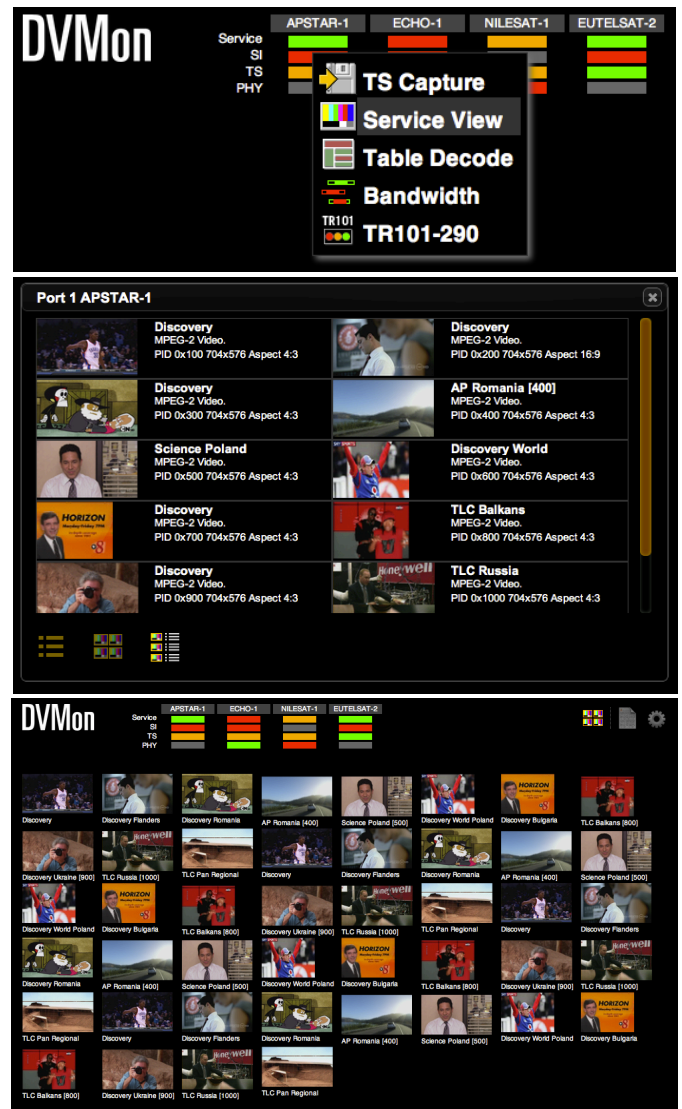 DVMon
APSTAR-1 ECHO-1 NILESAT-1 EUTELSAT-2
Service
SI
TS
PHY
TS Capture
Service View
Table Decode
Bandwidth
TR101
TR101-290
Port 1 APSTAR-1
Discovery
MPEG-2 Video.
PID 0x100 704x576 Aspect 4:3
Discovery
MPEG-2 Video.
PID 0x200 704x576 Aspect 16:9
Discovery
MPEG-2 Video.
PID 0x300 704x576 Aspect 4:3
AP Romania [400]
MPEG-2 Video.
PID 0x400 704x576 Aspect 4:3
Science Poland
MPEG-2 Video.
PID 0x500 704x576 Aspect 4:3
Discovery World
MPEG-2 Video.
PID 0x600 704x576 Aspect 4:3
HORIZON
Monday-Friday 7PM
8
Discovery
MPEG-2 Video.
PID 0x700 704x576 Aspect 4:3
TLC Balkans
MPEG-2 Video.
PID 0x800 704x576 Aspect 4:3
Discovery
MPEG-2 Video.
PID 0x900 704x576 Aspect 4:3
Honeywell
TLC Russia
MPEG-2 Video.
PID 0x1000 704x576 Aspect 4:3
DVMon
APSTAR-1 ECHO-1 NILESAT-1 EUTELSAT-2
Service
SI
TS
PHY
HORIZON
Discovery Discovery Flanders Discovery Romania AP Romania [400] Science Poland [500] Discovery World Poland Discovery Bulgaria TLC Balkans [800]
Discovery Ukraine [900] TLC Russia [1000] TLC Pan Regional Discovery Discovery Flanders Discovery Romania AP Romania [400] Science Poland [500]
HORIZON
Discovery World Poland Discovery Bulgaria TLC Balkans [800] Discovery Ukraine [900] TLC Russia [1000] TLC Pan Regional Discovery Discovery Flanders
HORIZON
Discovery Romania AP Romania [400] Science Poland [500] Discovery World Poland Discovery Bulgaria TLC Balkans [800] Discovery Ukraine [900] TLC Russia [1000]
HORIZON
TLC Pan Regional Discovery Discovery Flanders Discovery Romania AP Romania [400] Science Poland [500] Discovery World Poland Discovery Bulgaria
TLC Balkans [800] Discovery Ukraine [900] TLC Russia [1000] TLC Pan Regional